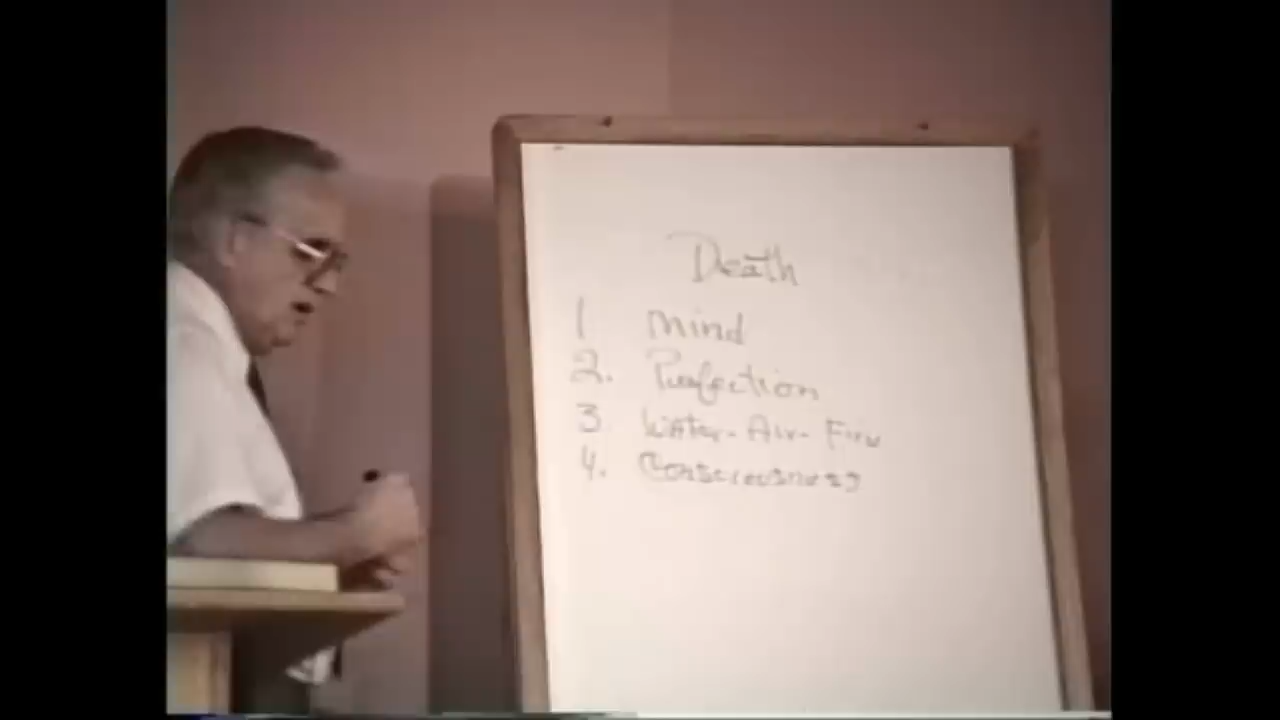 Death
1 Mind
2. Perfection
3. Water-Air-Fire
4. Consciousness